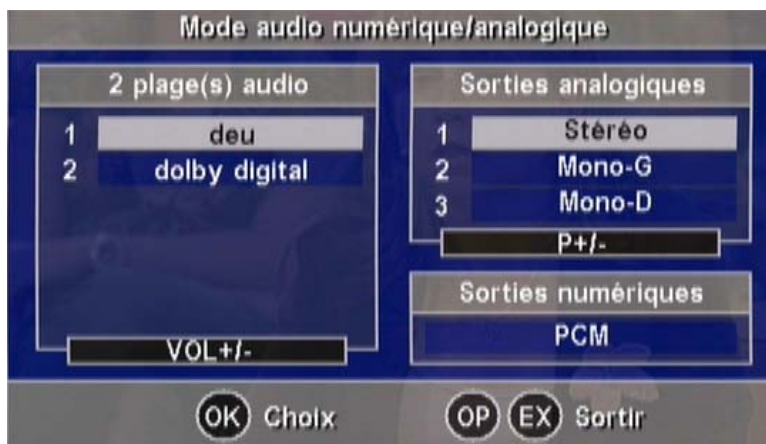 Mode audio numérique/analogique
2 plage(s) audio
1 deu
2 dolby digital
VOL+/-
Sorties analogiques
1 Stéréo
2 Mono-G
3 Mono-D
P+/-
Sorties numériques
PCM
OK Choix
OP EX Sortir